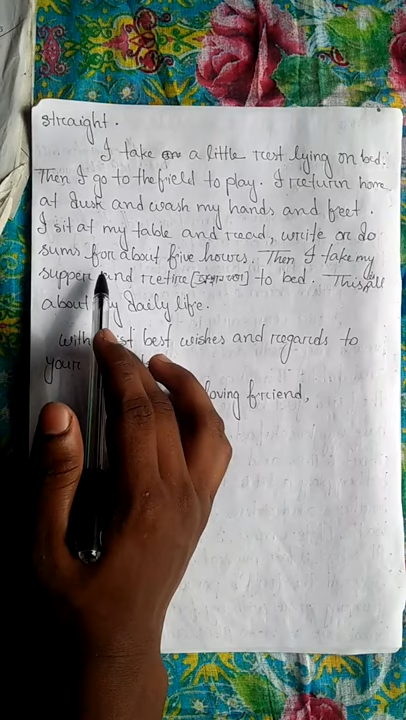 straight.
I take a little rest lying on bed.
Then I go to the field to play. I return home
at dusk and wash my hands and feet.
I sit at my table and read, write or do
sums for about five hours. Then I take my
supper and retire [] to bed. This all
about my daily life.
with best wishes and regards to
your
loving friend,